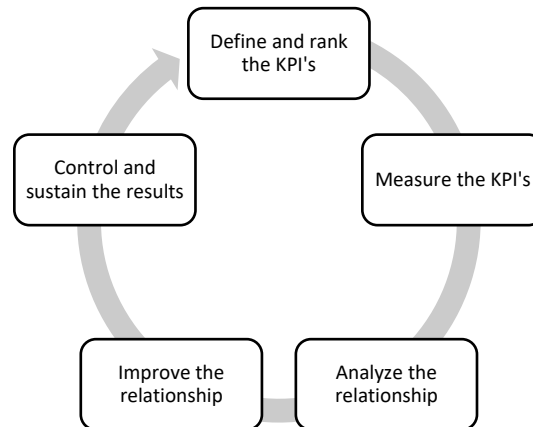 Define and rank
the KPI's
Measure the KPI's
Analyze the
relationship
Improve the
relationship
Control and
sustain the results